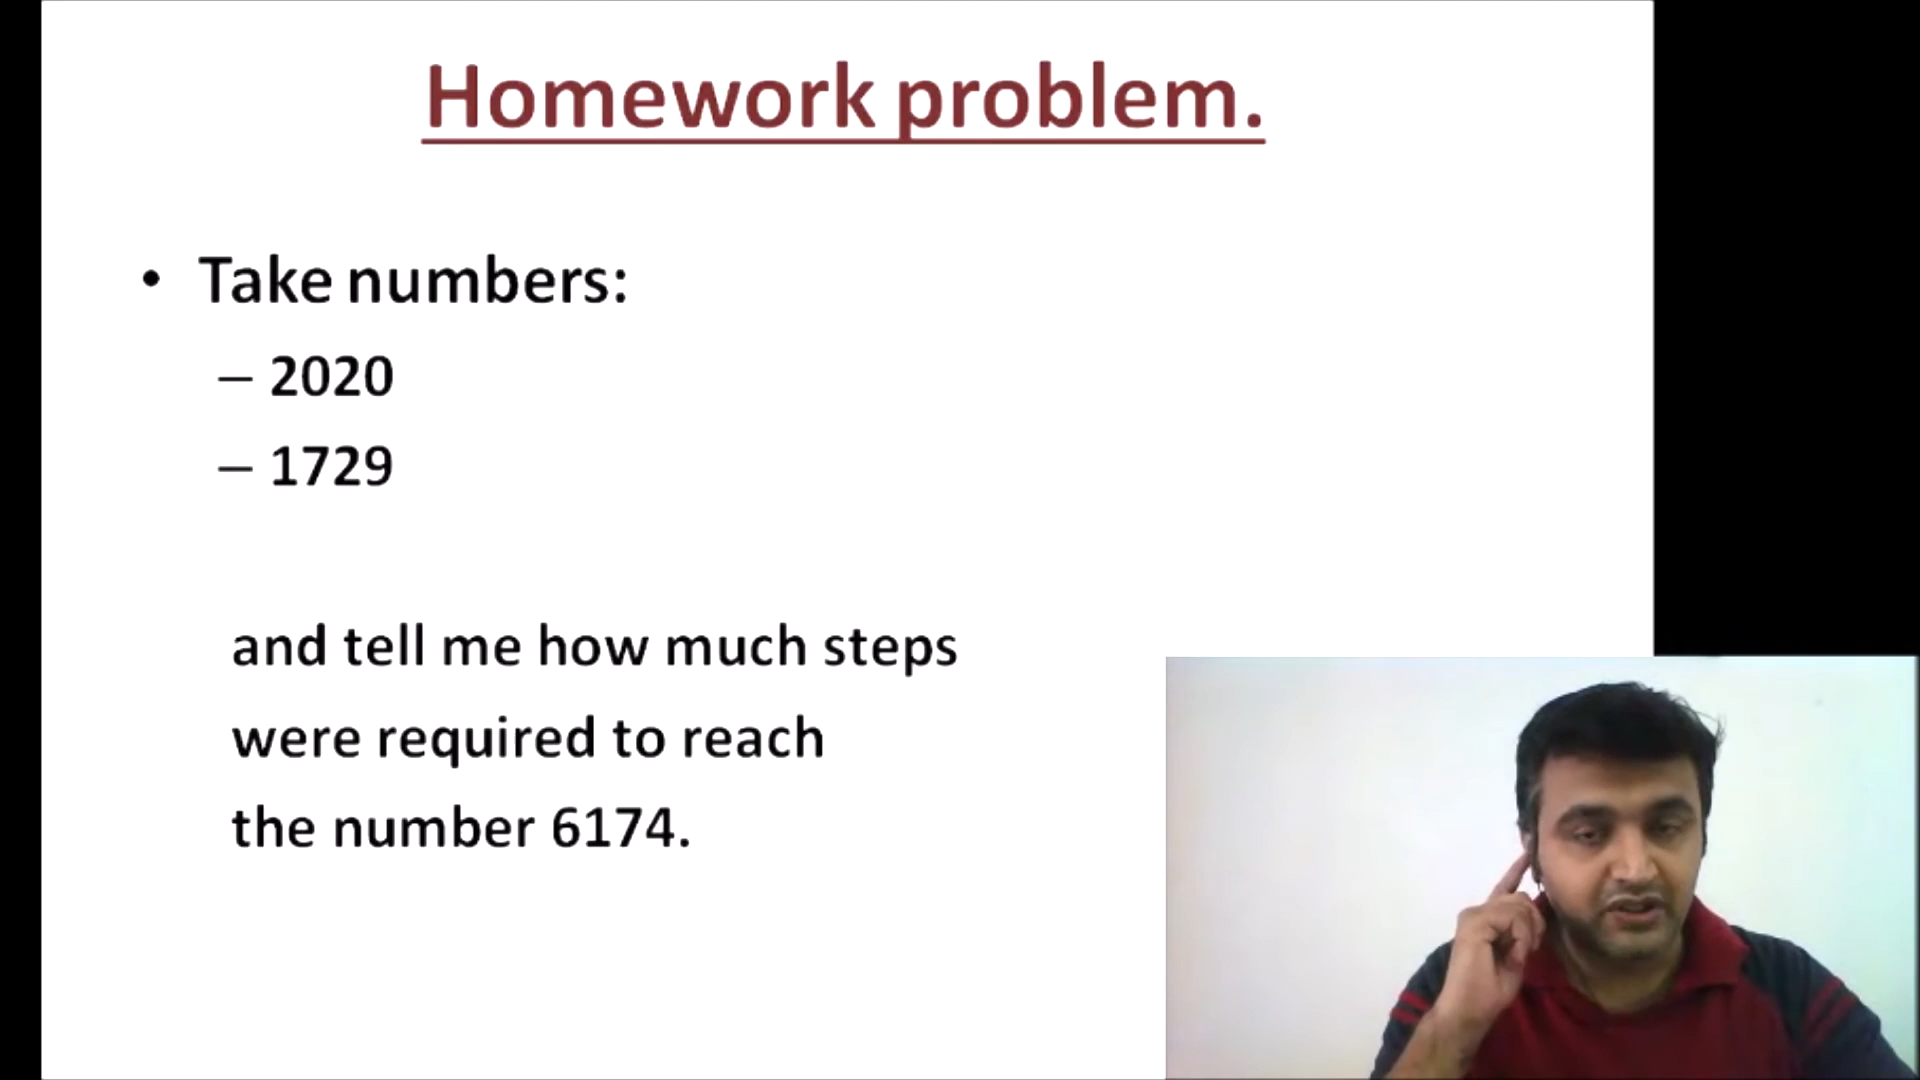 Homework problem.
• Take numbers:
– 2020
– 1729
and tell me how much steps
were required to reach
the number 6174.